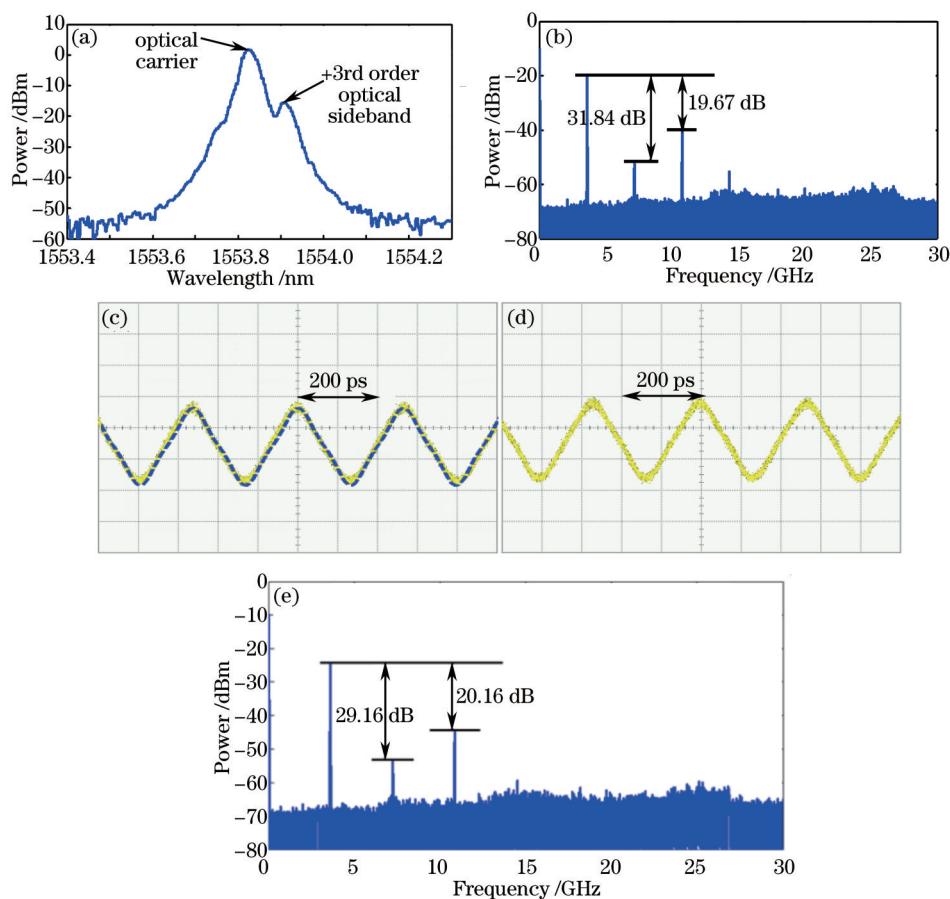 (a)
optical
carrier
+3rd order
optical
sideband
Power /dBm
10
0
−10
−20
−30
−40
−50
−60
1553.4
1553.6
1553.8
1554.0
1554.2
Wavelength /nm
(b)
31.84 dB
19.67 dB
Power /dBm
0
−20
−40
−60
−80
0
5
10
15
20
25
30
Frequency /GHz
(c)
200 ps
(d)
200 ps
(e)
29.16 dB
20.16 dB
Power /dBm
0
−10
−20
−30
−40
−50
−60
−70
−80
0
5
10
15
20
25
30
Frequency /GHz